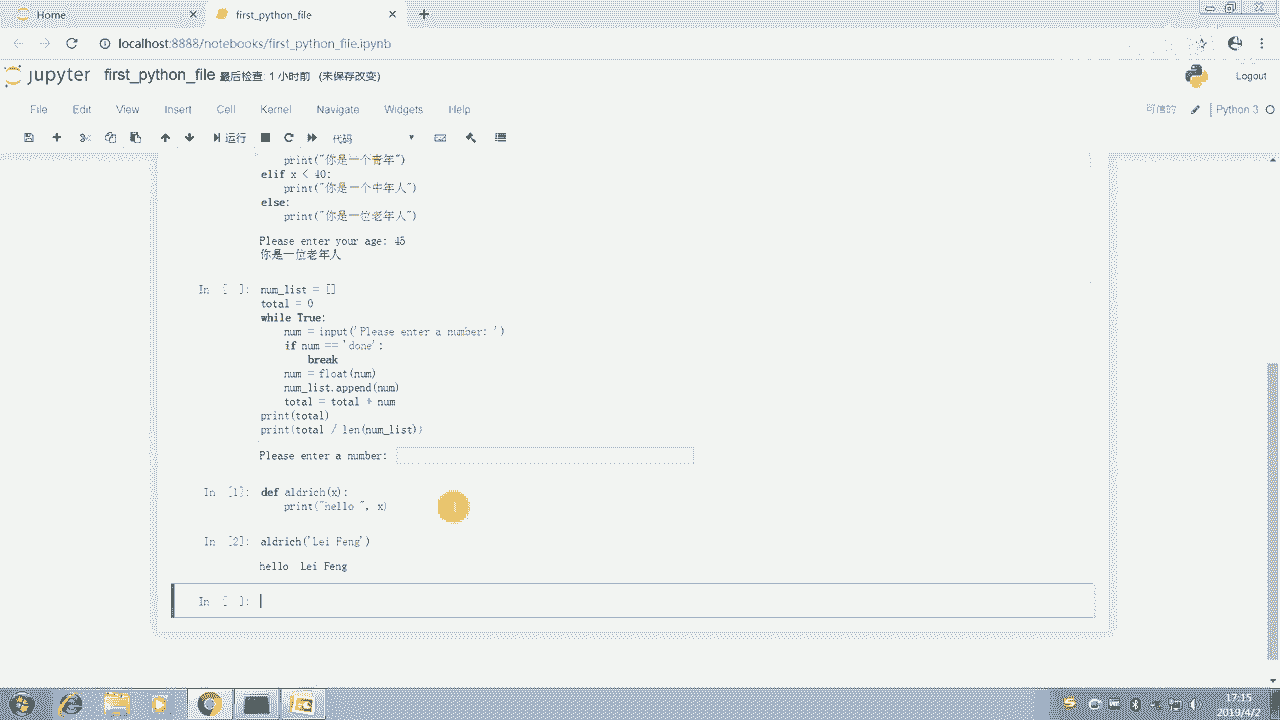 Home
first_python_file
localhost:8888/notebooks/first_python_file.ipynb
jupyter first_python_file 最后检查: 1 小时前 (未保存改变)
Logout
File Edit View Insert Cell Kernel Navigate Widgets Help
可信的 Python 3
运行 代码
print("你是一个青年")
elif x < 40:
print("你是一个中年人")
else:
print("你是一位老年人")
Please enter your age: 45
你是一位老年人
In [ ]: num_list = []
total = 0
while True:
num = input('Please enter a number: ')
if num == 'done':
break
num = float(num)
num_list.append(num)
total = total + num
print(total)
print(total / len(num_list))
Please enter a number:
In [1]: def aldrich(x):
print("hello ", x)
In [2]: aldrich('Lei Feng')
hello  Lei Feng
In [ ]:
17:15
2019/4/2